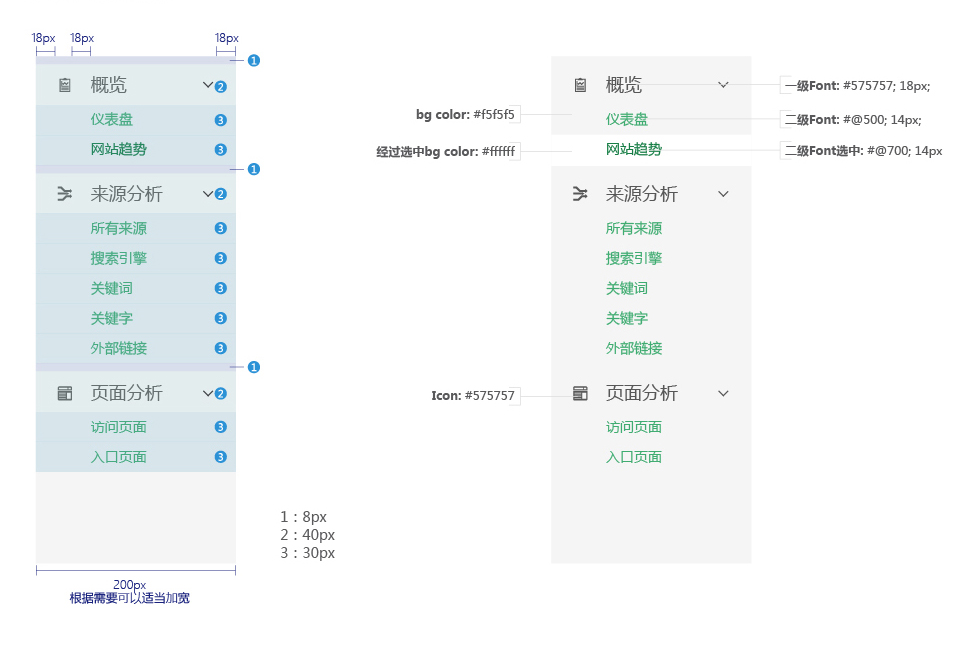 18px 18px 18px
1
概览 2
仪表盘 3
网站趋势 3
1
来源分析 2
所有来源 3
搜索引擎 3
关键词 3
关键字 3
外部链接 3
1
页面分析 2
访问页面 3
入口页面 3
1：8px
2：40px
3：30px
200px
根据需要可以适当加宽
概览
一级Font: #575757; 18px;
bg color: #f5f5f5
仪表盘
二级Font: #@500; 14px;
经过选中bg color: #ffffff
网站趋势
二级Font选中: #@700; 14px
来源分析
所有来源
搜索引擎
关键词
关键字
外部链接
Icon: #575757
页面分析
访问页面
入口页面